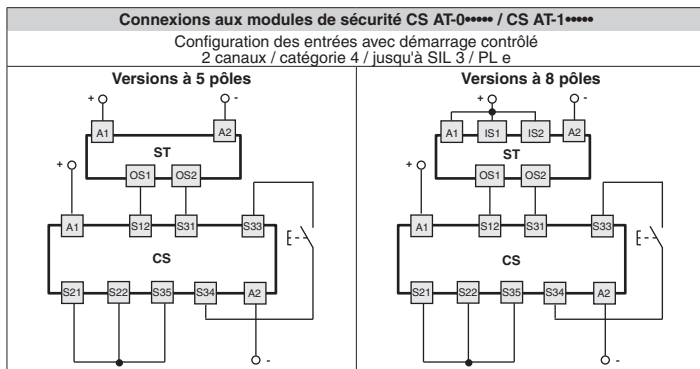 Connexions aux modules de sécurité CS AT-0••••• / CS AT-1•••••
Configuration des entrées avec démarrage contrôlé
2 canaux / catégorie 4 / jusqu'à SIL 3 / PL e
Versions à 5 pôles
+ -
A1 A2
ST
OS1 OS2
+
A1 S12 S31 S33
CS
S21 S22 S35 S34 A2
-
Versions à 8 pôles
+ -
A1 IS1 IS2 A2
ST
OS1 OS2
+
A1 S12 S31 S33
CS
S21 S22 S35 S34 A2
-